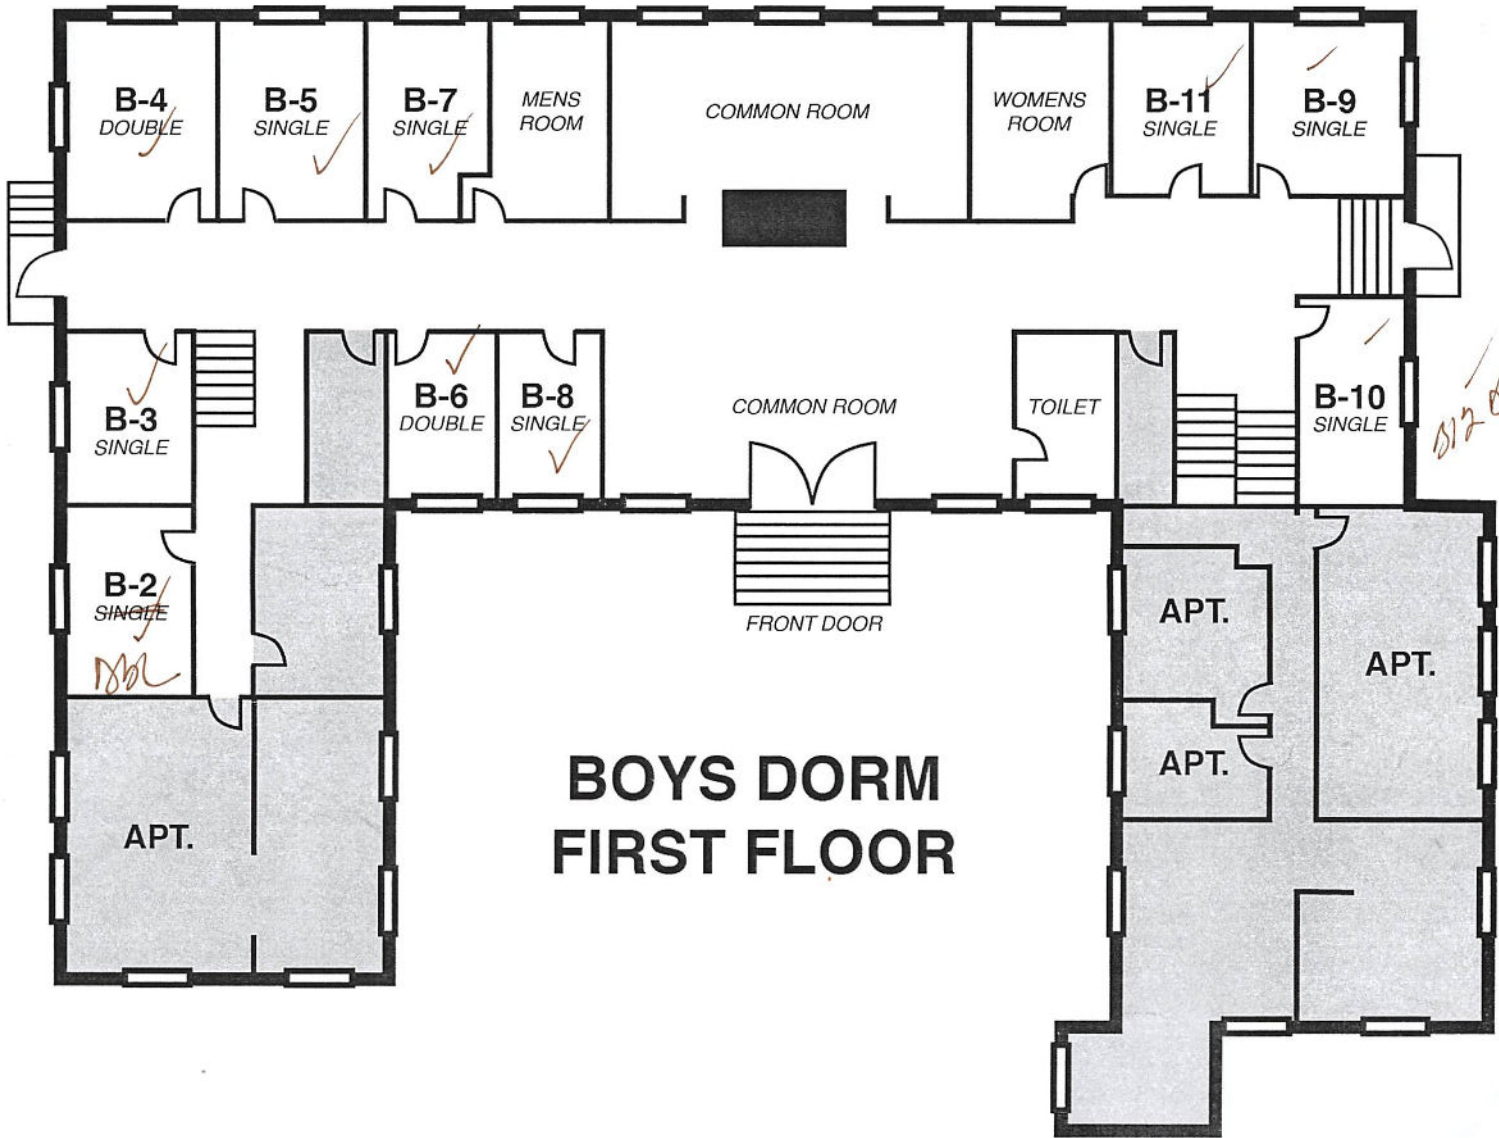 B-4
DOUBLE
B-5
SINGLE
B-7
SINGLE
MENS
ROOM
COMMON ROOM
WOMENS
ROOM
B-11
SINGLE
B-9
SINGLE
B-3
SINGLE
B-6
DOUBLE
B-8
SINGLE
COMMON ROOM
TOILET
B-10
SINGLE
B12
B-2
SINGLE
DbL
FRONT DOOR
APT.
APT.
APT.
APT.
BOYS DORM
FIRST FLOOR